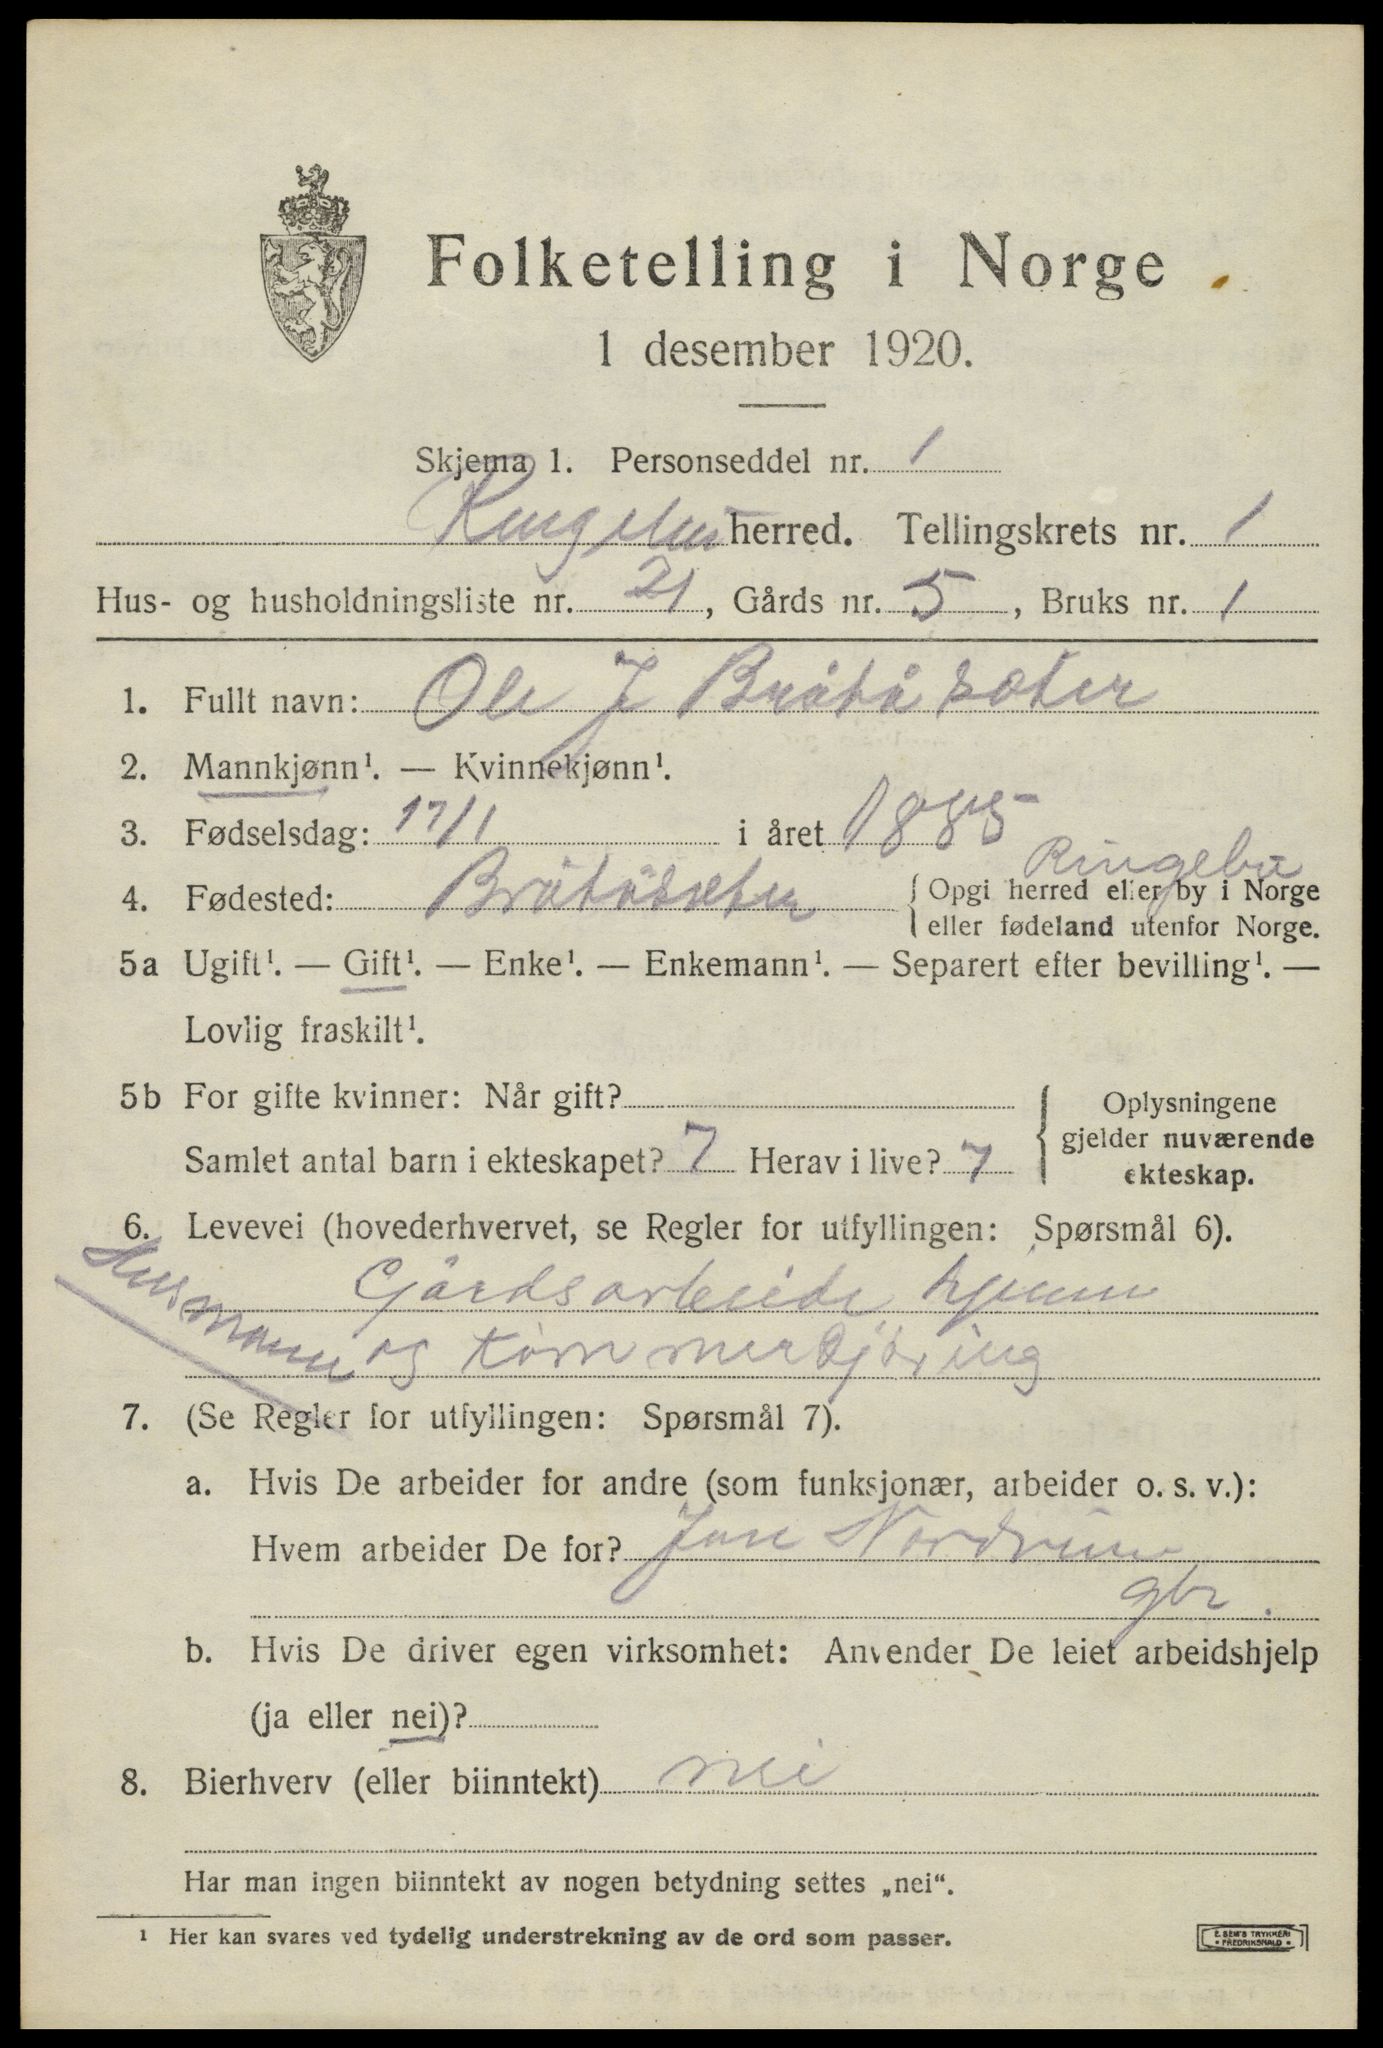 Folketelling i Norge
1 desember 1920.
Skjema 1. Personseddel nr. 1
Ringebu herred. Tellingskrets nr. 1
Hus- og husholdningsliste nr. 21, Gårds nr. 5, Bruks nr. 1
1. Fullt navn: Ole J Bråtåsæter
2. Mannkjønn¹. — Kvinnekjønn¹.
3. Fødselsdag: 17/1 i året 1885
Ringebu
4. Fødested: Bråtåsæter { Opgi herred eller by i Norge
eller fødeland utenfor Norge.
5a Ugift¹. — Gift¹. — Enke¹. — Enkemann¹. — Separert efter bevilling¹. —
Lovlig fraskilt¹.
5b For gifte kvinner: Når gift?
Samlet antal barn i ekteskapet? 7 Herav i live? 7
Oplysningene
gjelder nuværende
ekteskap.
6. Levevei (hovederhvervet, se Regler for utfyllingen: Spørsmål 6).
Husmann
Gårdsarbeide hjemm
og tømmerkjøring
7. (Se Regler for utfyllingen: Spørsmål 7).
a. Hvis De arbeider for andre (som funksjonær, arbeider o. s. v.):
Hvem arbeider De for? Jon Nordrum
gbr.
b. Hvis De driver egen virksomhet: Anvender De leiet arbeidshjelp
(ja eller nei)?
8. Bierhverv (eller biinntekt) nei
Har man ingen biinntekt av nogen betydning settes „nei“.
¹ Her kan svares ved tydelig understrekning av de ord som passer.
E. SEM'S TRYKKERI
• FREDRIKSHALD •